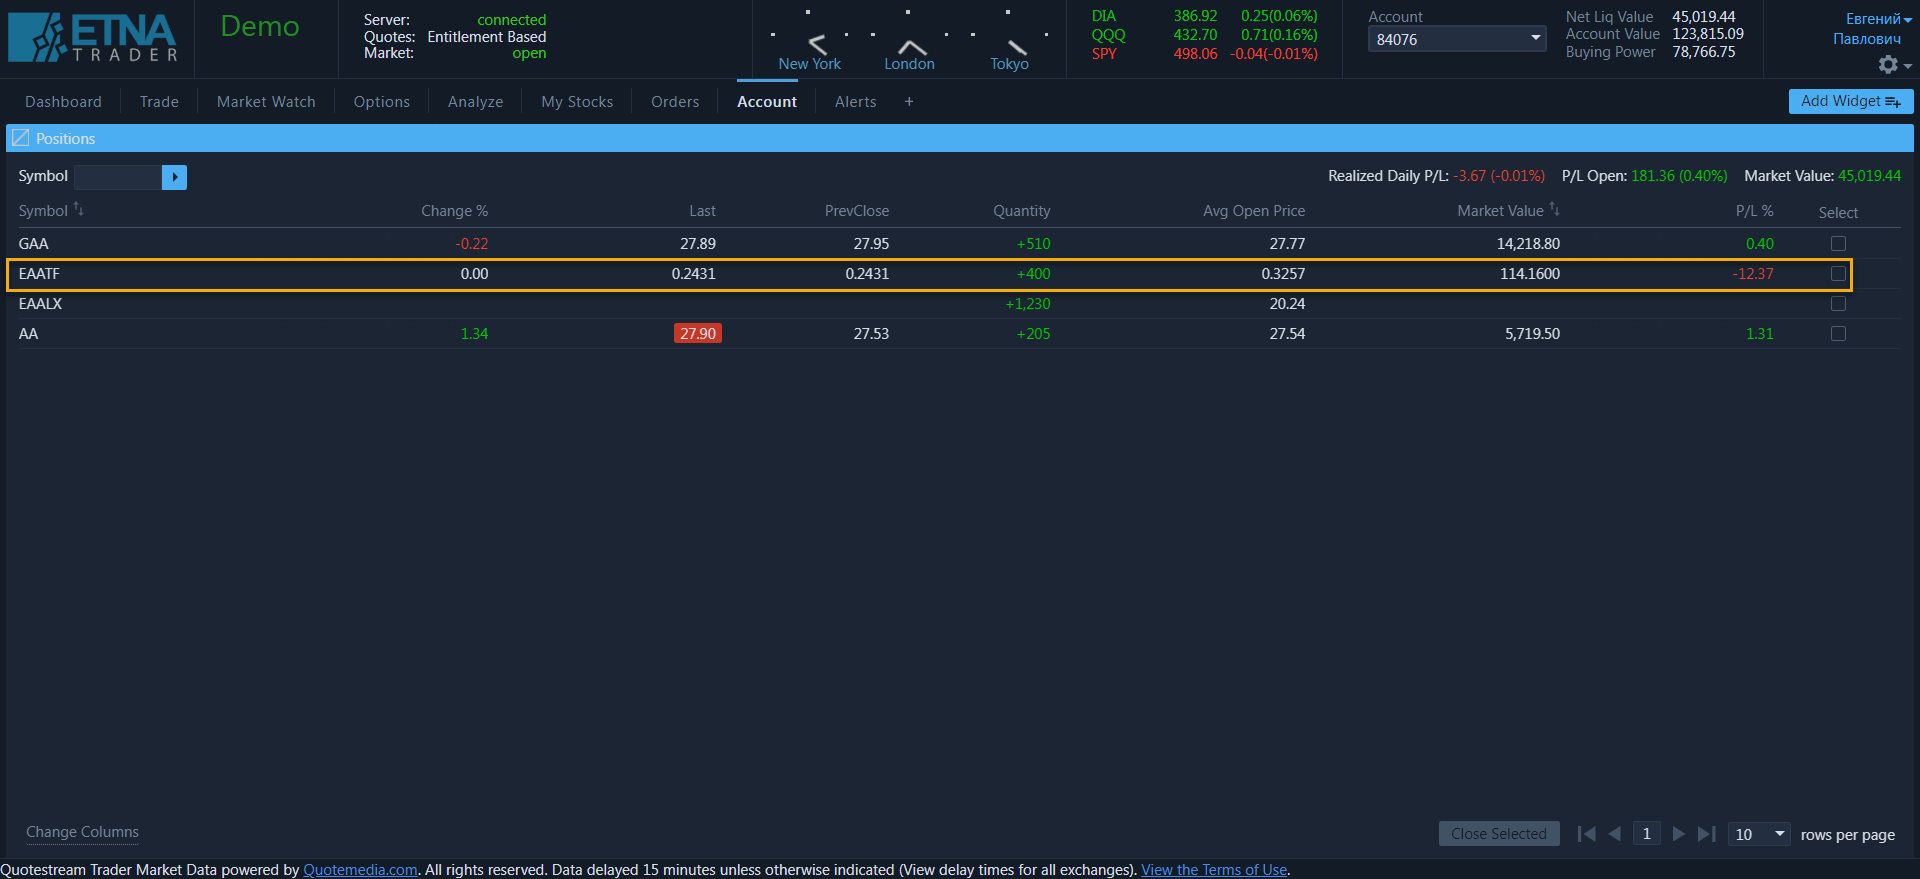 ETNA
TRADER
Demo
Server: connected
Quotes: Entitlement Based
Market: open
New York London Tokyo
DIA 386.92 0.25(0.06%)
QQQ 432.70 0.71(0.16%)
SPY 498.06 -0.04(-0.01%)
Account
84076
Net Liq Value 45,019.44
Account Value 123,815.09
Buying Power 78,766.75
Евгений
Павлович
Dashboard Trade Market Watch Options Analyze My Stocks Orders Account Alerts +
Add Widget
Positions
Symbol
Realized Daily P/L: -3.67 (-0.01%) P/L Open: 181.36 (0.40%) Market Value: 45,019.44
Symbol Change % Last PrevClose Quantity Avg Open Price Market Value P/L % Select
GAA -0.22 27.89 27.95 +510 27.77 14,218.80 0.40
EAATF 0.00 0.2431 0.2431 +400 0.3257 114.1600 -12.37
EAALX +1,230 20.24
AA 1.34 27.90 27.53 +205 27.54 5,719.50 1.31
Change Columns
Close Selected 1 10 rows per page
Quotestream Trader Market Data powered by Quotemedia.com. All rights reserved. Data delayed 15 minutes unless otherwise indicated (View delay times for all exchanges). View the Terms of Use.